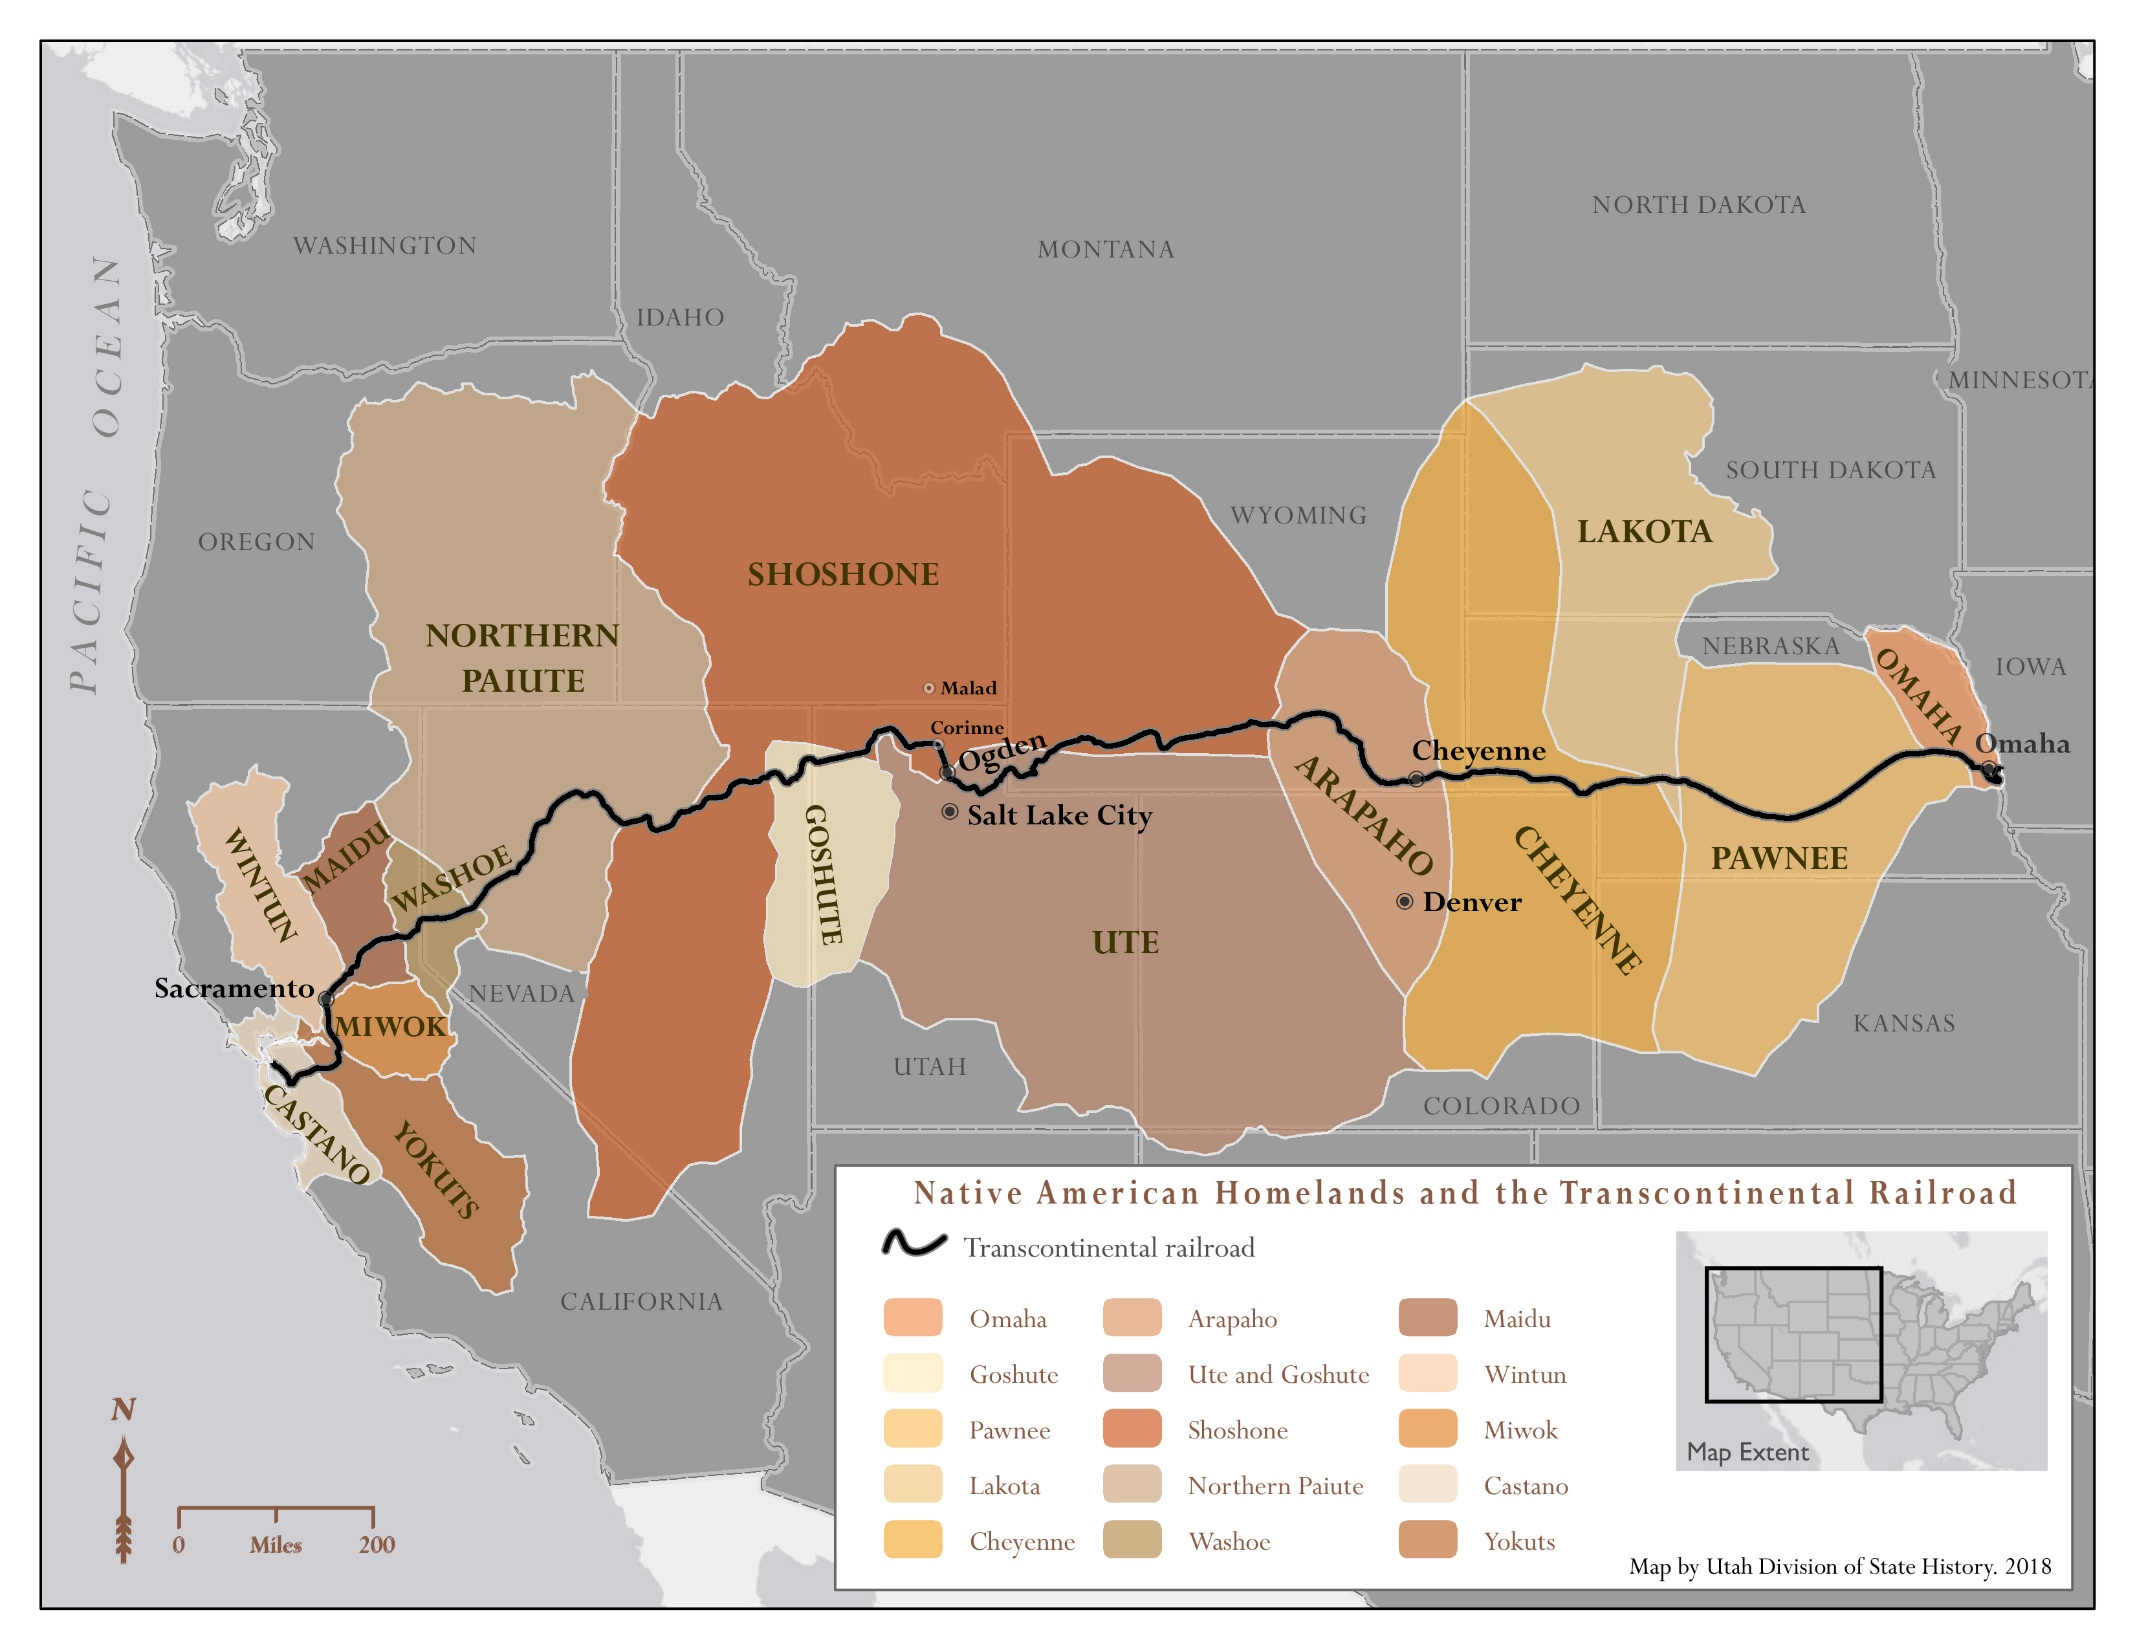 WASHINGTON
MONTANA
NORTH DAKOTA
IDAHO
MINNESOTA
PACIFIC OCEAN
OREGON
WYOMING
SOUTH DAKOTA
LAKOTA
SHOSHONE
NORTHERN
PAIUTE
NEBRASKA
IOWA
OMAHA
Malad
Corinne
Ogden
Cheyenne
Omaha
Salt Lake City
WINTUN
MAIDU
WASHOE
GOSHUTE
ARAPAHO
CHEYENNE
PAWNEE
Denver
UTE
Sacramento
NEVADA
MIWOK
KANSAS
UTAH
COLORADO
CASTANO
YOKUTS
CALIFORNIA
Native American Homelands and the Transcontinental Railroad
Transcontinental railroad
Omaha
Goshute
Pawnee
Lakota
Cheyenne
Arapaho
Ute and Goshute
Shoshone
Northern Paiute
Washoe
Maidu
Wintun
Miwok
Castano
Yokuts
Map Extent
Map by Utah Division of State History. 2018
N
0 Miles 200